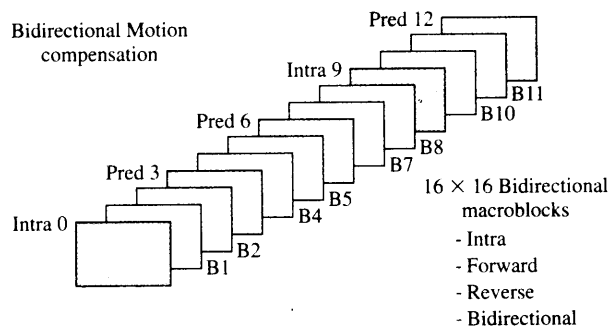 Bidirectional Motion
compensation
Pred 12
Intra 9
B11
B10
Pred 6
B8
B7
Pred 3
B5
16 × 16 Bidirectional
macroblocks
B4
Intra 0
B2
- Intra
B1
- Forward
- Reverse
- Bidirectional